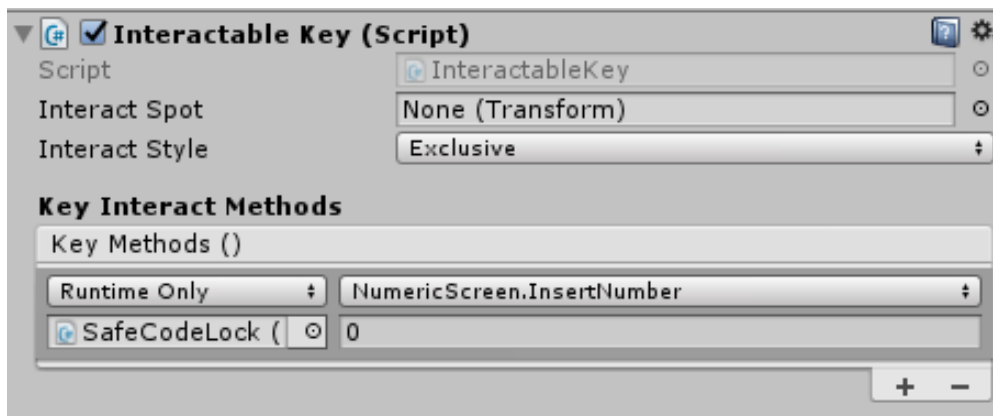 Interactable Key (Script)
Script InteractableKey
Interact Spot None (Transform)
Interact Style Exclusive
Key Interact Methods
Key Methods ()
Runtime Only NumericScreen.InsertNumber
SafeCodeLock ( 0